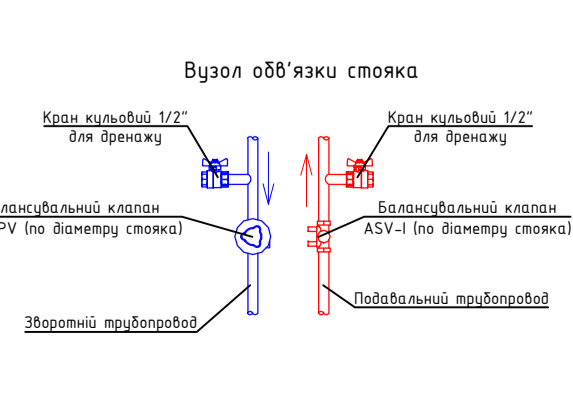 Вузол обв'язки стояка
Кран кульовий 1/2"
для дренажу
Кран кульовий 1/2"
для дренажу
лансувальний клапан
PV (по діаметру стояка)
Балансувальний клапан
ASV-I (по діаметру стояка)
Подавальний трубопровод
Зворотній трубопровод